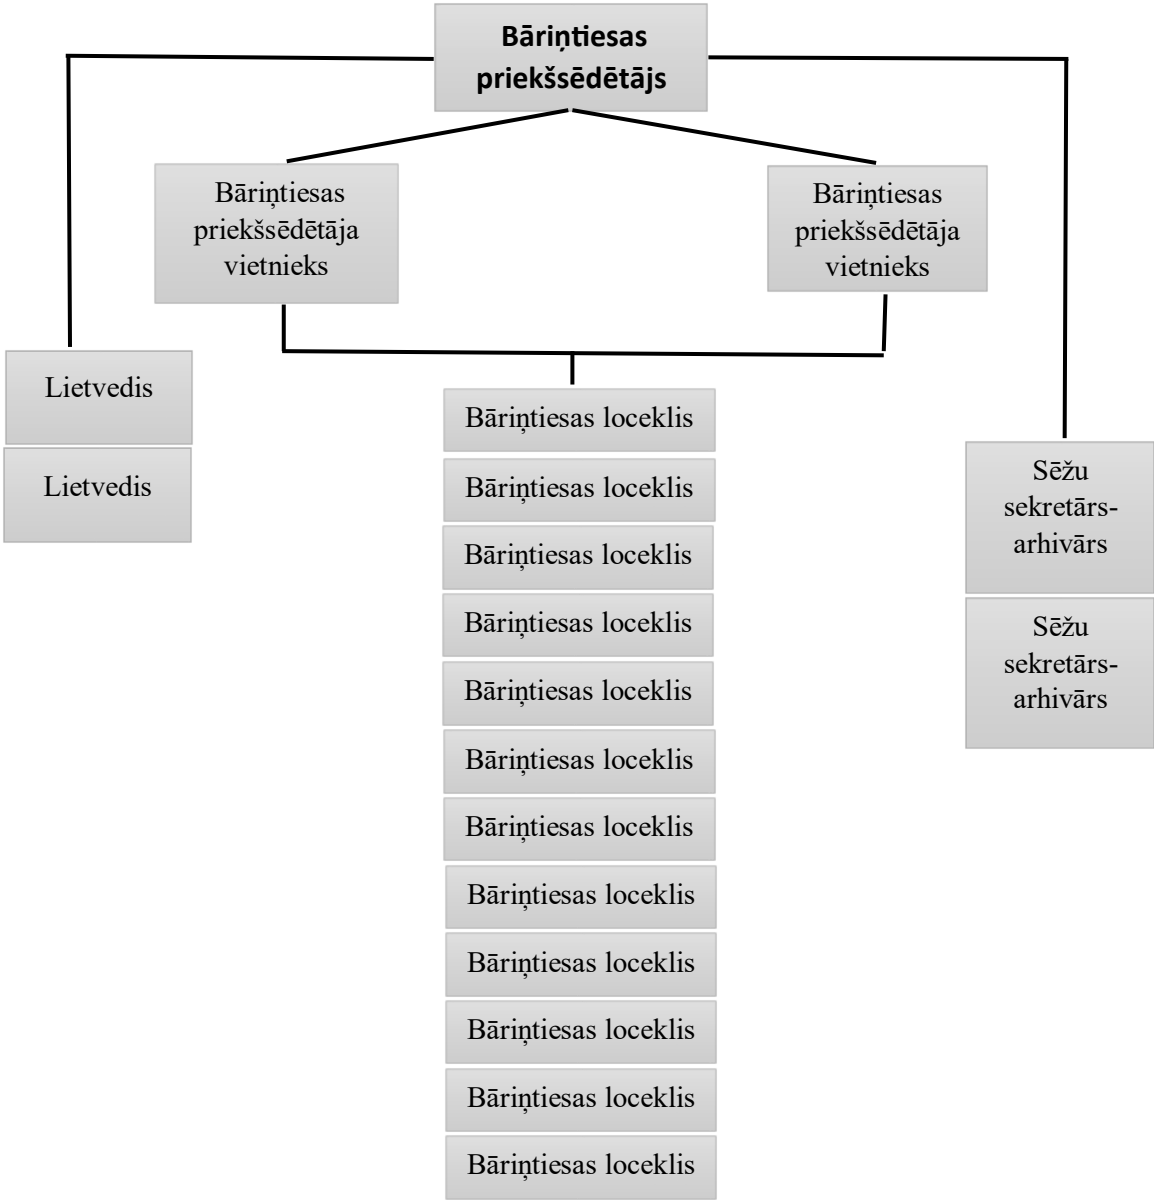 Bāriņtiesas
priekšsēdētājs
Bāriņtiesas
priekšsēdētāja
vietnieks
Bāriņtiesas
priekšsēdētāja
vietnieks
Lietvedis
Lietvedis
Bāriņtiesas loceklis
Bāriņtiesas loceklis
Bāriņtiesas loceklis
Bāriņtiesas loceklis
Bāriņtiesas loceklis
Bāriņtiesas loceklis
Bāriņtiesas loceklis
Bāriņtiesas loceklis
Bāriņtiesas loceklis
Bāriņtiesas loceklis
Bāriņtiesas loceklis
Bāriņtiesas loceklis
Sēžu
sekretārs-
arhivārs
Sēžu
sekretārs-
arhivārs